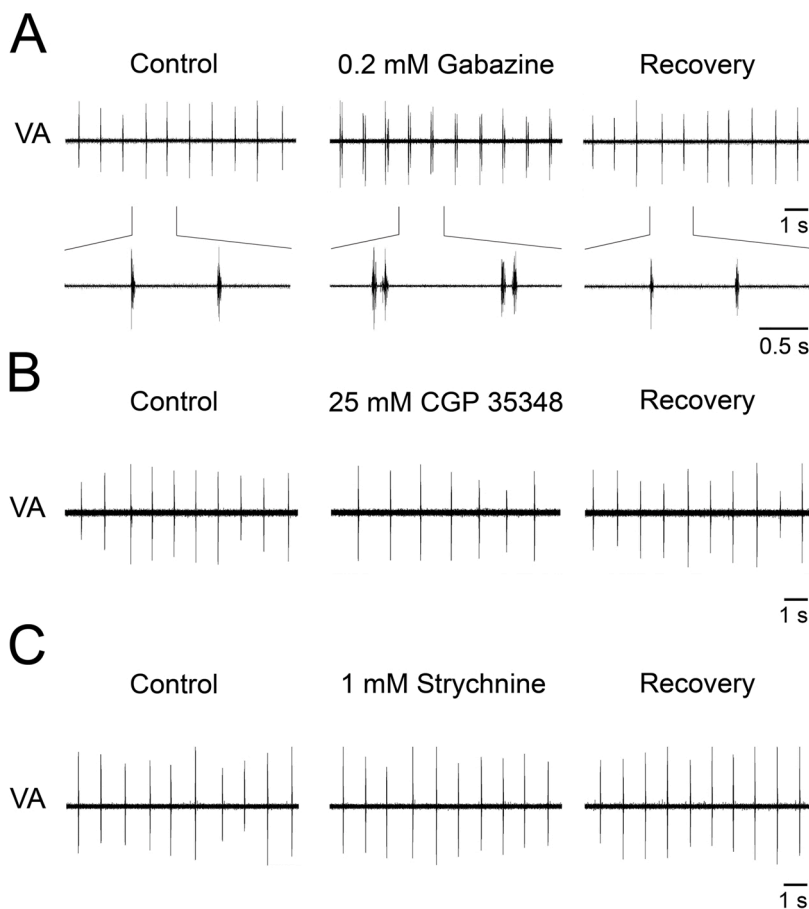 A
Control 0.2 mM Gabazine Recovery
VA
1 s
0.5 s
B
Control 25 mM CGP 35348 Recovery
VA
1 s
C
Control 1 mM Strychnine Recovery
VA
1 s